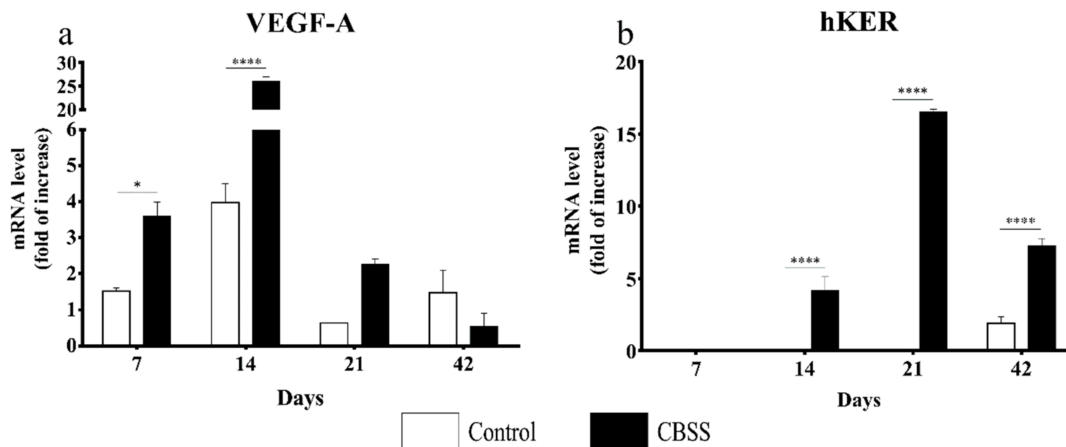 a
VEGF-A
mRNA level
(fold of increase)
30
25
20
6
4
3
2
1
0
*
****
7 14 21 42
Days
b
hKER
mRNA level
(fold of increase)
20
15
10
5
0
****
****
****
7 14 21 42
Days
Control CBSS